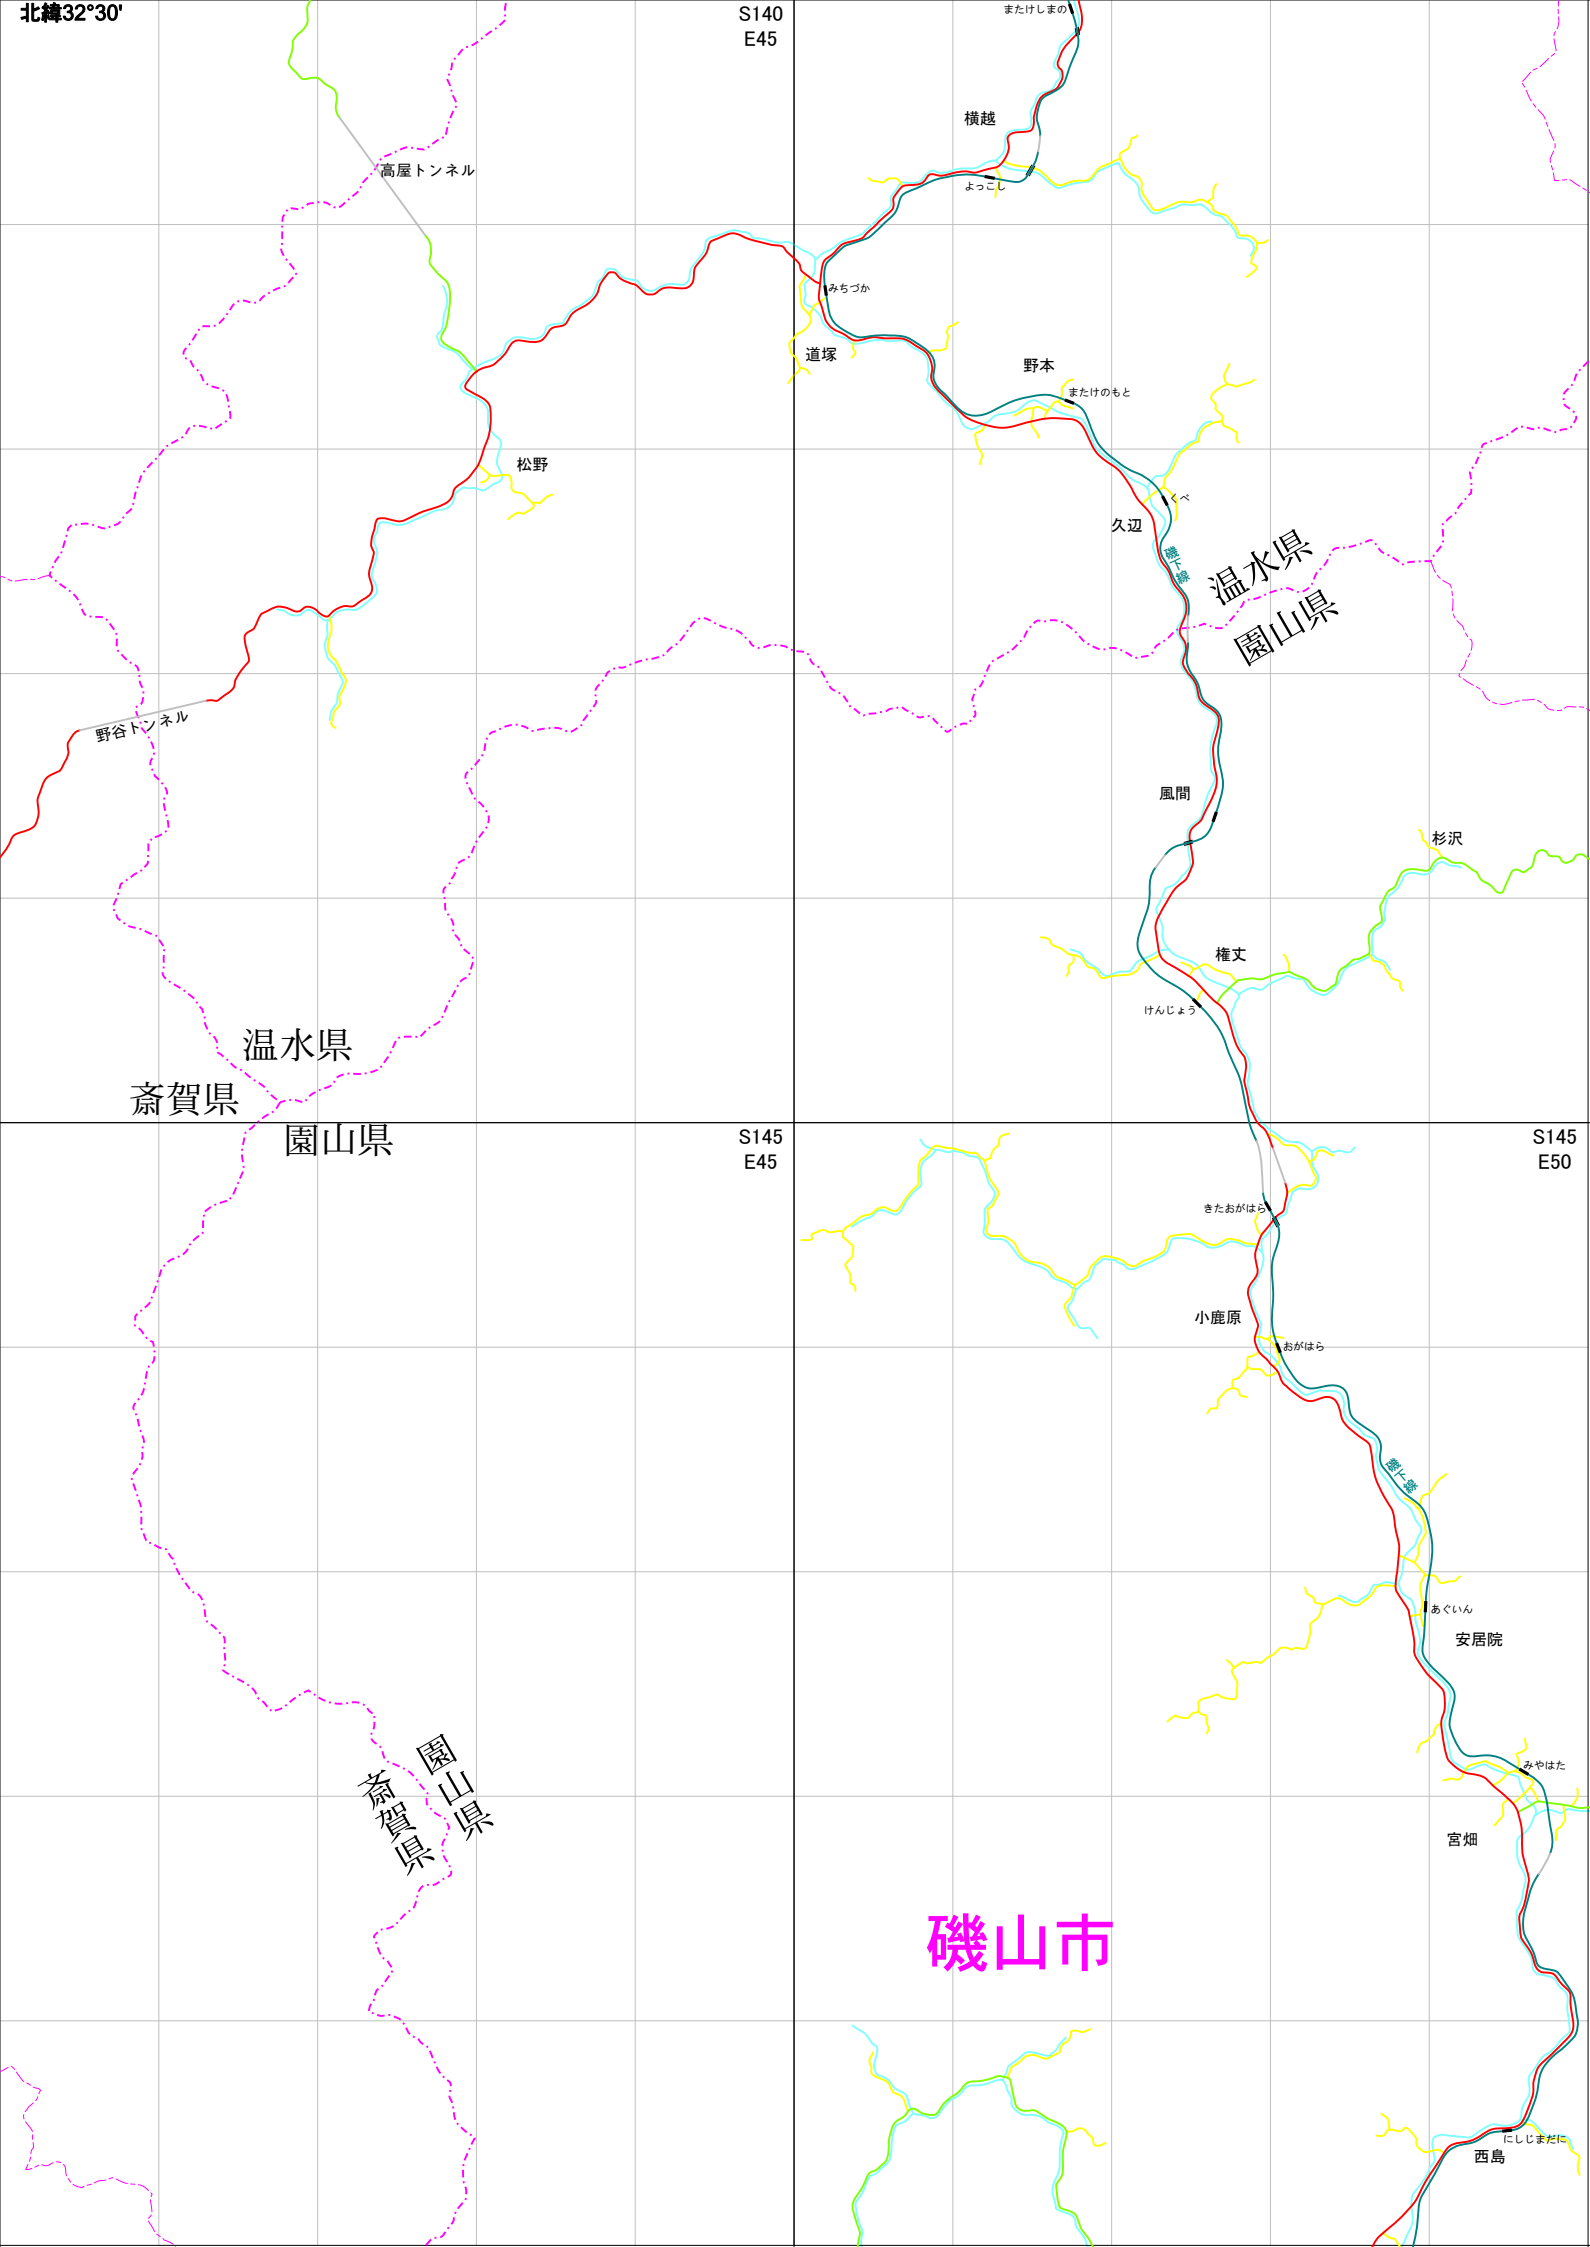 北緯32°30'
S140
E45
またけしまの
横越
高屋トンネル
よっこし
みちづか
道塚
野本
またけのもと
松野
くべ
久辺
磯下線
温水県
園山県
野谷トンネル
風間
杉沢
権丈
けんじょう
温水県
斎賀県
園山県
S145
E45
S145
E50
きたおがはら
小鹿原
おがはら
磯下線
あぐいん
安居院
園山県
斎賀県
みやはた
宮畑
磯山市
にしじまだに
西島